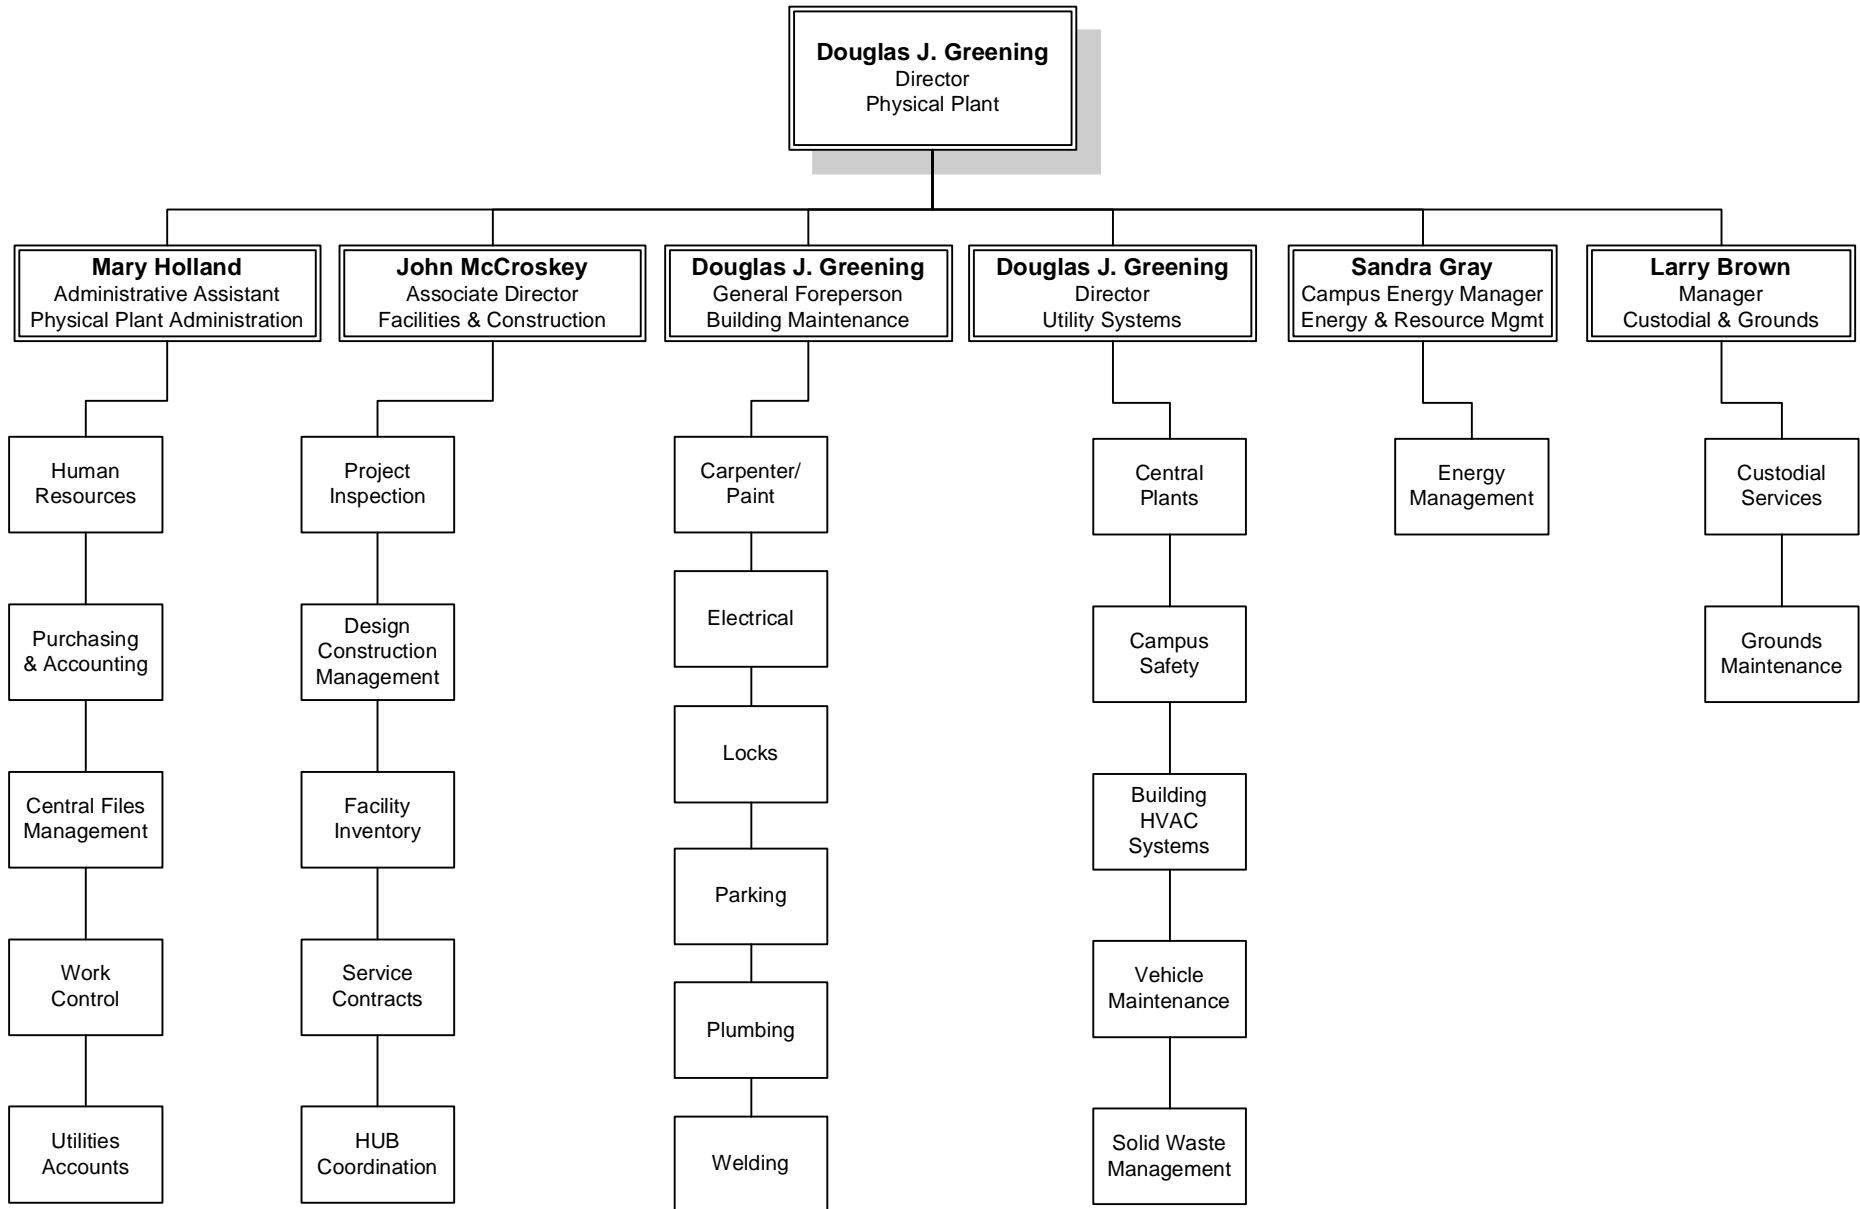 Douglas J. Greening
Director
Physical Plant
Mary Holland
Administrative Assistant
Physical Plant Administration
John McCroskey
Associate Director
Facilities & Construction
Douglas J. Greening
General Foreperson
Building Maintenance
Douglas J. Greening
Director
Utility Systems
Sandra Gray
Campus Energy Manager
Energy & Resource Mgmt
Larry Brown
Manager
Custodial & Grounds
Human
Resources
Purchasing
& Accounting
Central Files
Management
Work
Control
Utilities
Accounts
Project
Inspection
Design
Construction
Management
Facility
Inventory
Service
Contracts
HUB
Coordination
Carpenter/
Paint
Electrical
Locks
Parking
Plumbing
Welding
Central
Plants
Campus
Safety
Building
HVAC
Systems
Vehicle
Maintenance
Solid Waste
Management
Energy
Management
Custodial
Services
Grounds
Maintenance